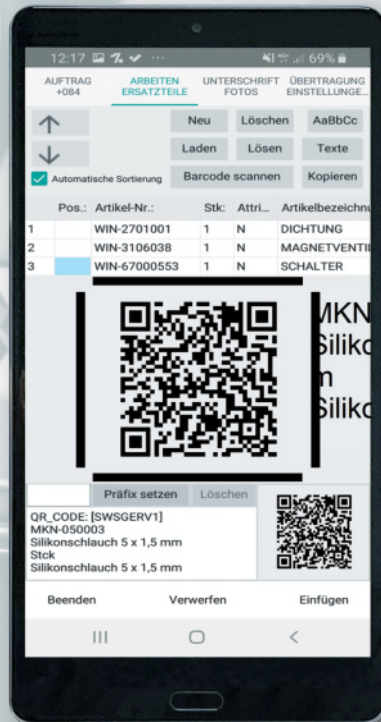 12:17 69%
AUFTRAG +084
ARBEITEN ERSATZTEILE
UNTERSCHRIFT FOTOS
ÜBERTRAGUNG EINSTELLUNGE...
Neu Löschen AaBbCc
Laden Lösen Texte
Automatische Sortierung Barcode scannen Kopieren
Pos.: Artikel-Nr.: Stk: Attri... Artikelbezeichnu
1 WIN-2701001 1 N DICHTUNG
2 WIN-3106038 1 N MAGNETVENTI
3 WIN-67000553 1 N SCHALTER
MKN
Siliko
m
Siliko
Präfix setzen Löschen
QR_CODE: [SWSGERV1]
MKN-050003
Silikonschlauch 5 x 1,5 mm
Stck
Silikonschlauch 5 x 1,5 mm
Beenden Verwerfen Einfügen